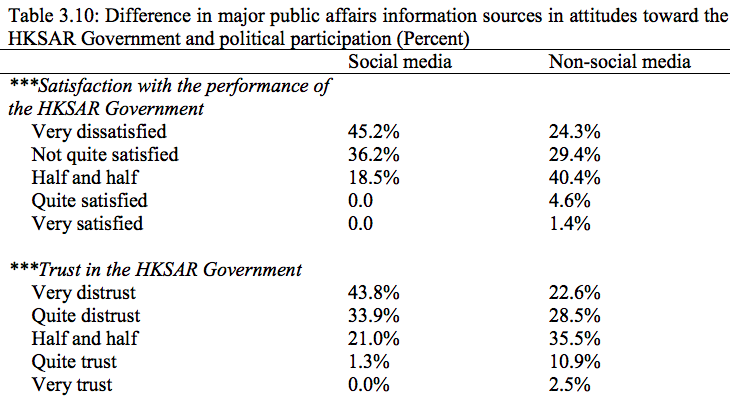 Table 3.10: Difference in major public affairs information sources in attitudes toward the
HKSAR Government and political participation (Percent)
Social media Non-social media
***Satisfaction with the performance of
the HKSAR Government
Very dissatisfied 45.2% 24.3%
Not quite satisfied 36.2% 29.4%
Half and half 18.5% 40.4%
Quite satisfied 0.0 4.6%
Very satisfied 0.0 1.4%
***Trust in the HKSAR Government
Very distrust 43.8% 22.6%
Quite distrust 33.9% 28.5%
Half and half 21.0% 35.5%
Quite trust 1.3% 10.9%
Very trust 0.0% 2.5%